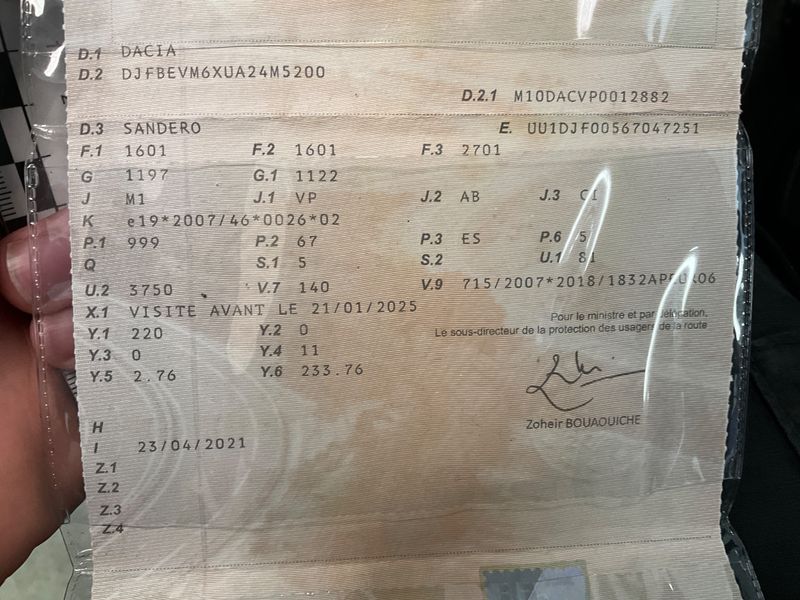 D.1 DACIA
D.2 DJFBEVM6XUA24M5200
D.2.1 M10DACVP0012882
D.3 SANDERO E. UU1DJF00567047251
F.1 1601 F.2 1601 F.3 2701
G 1197 G.1 1122
J M1 J.1 VP J.2 AB J.3 CI
K e19*2007/46*0026*02
P.1 999 P.2 67 P.3 ES P.6 5
Q S.1 5 S.2 U.1 81
U.2 3750 V.7 140 V.9
X.1 VISITE AVANT LE 21/01/2025
Y.1 220 Y.2 0
Y.3 0 Y.4 11
Y.5 2.76 Y.6 233.76
Pour le ministre et par délégation,
Le sous-directeur de la protection des usagers de la route
Zoheir BOUAOUICHE
H
I 23/04/2021
Z.1
Z.2
Z.3
Z.4